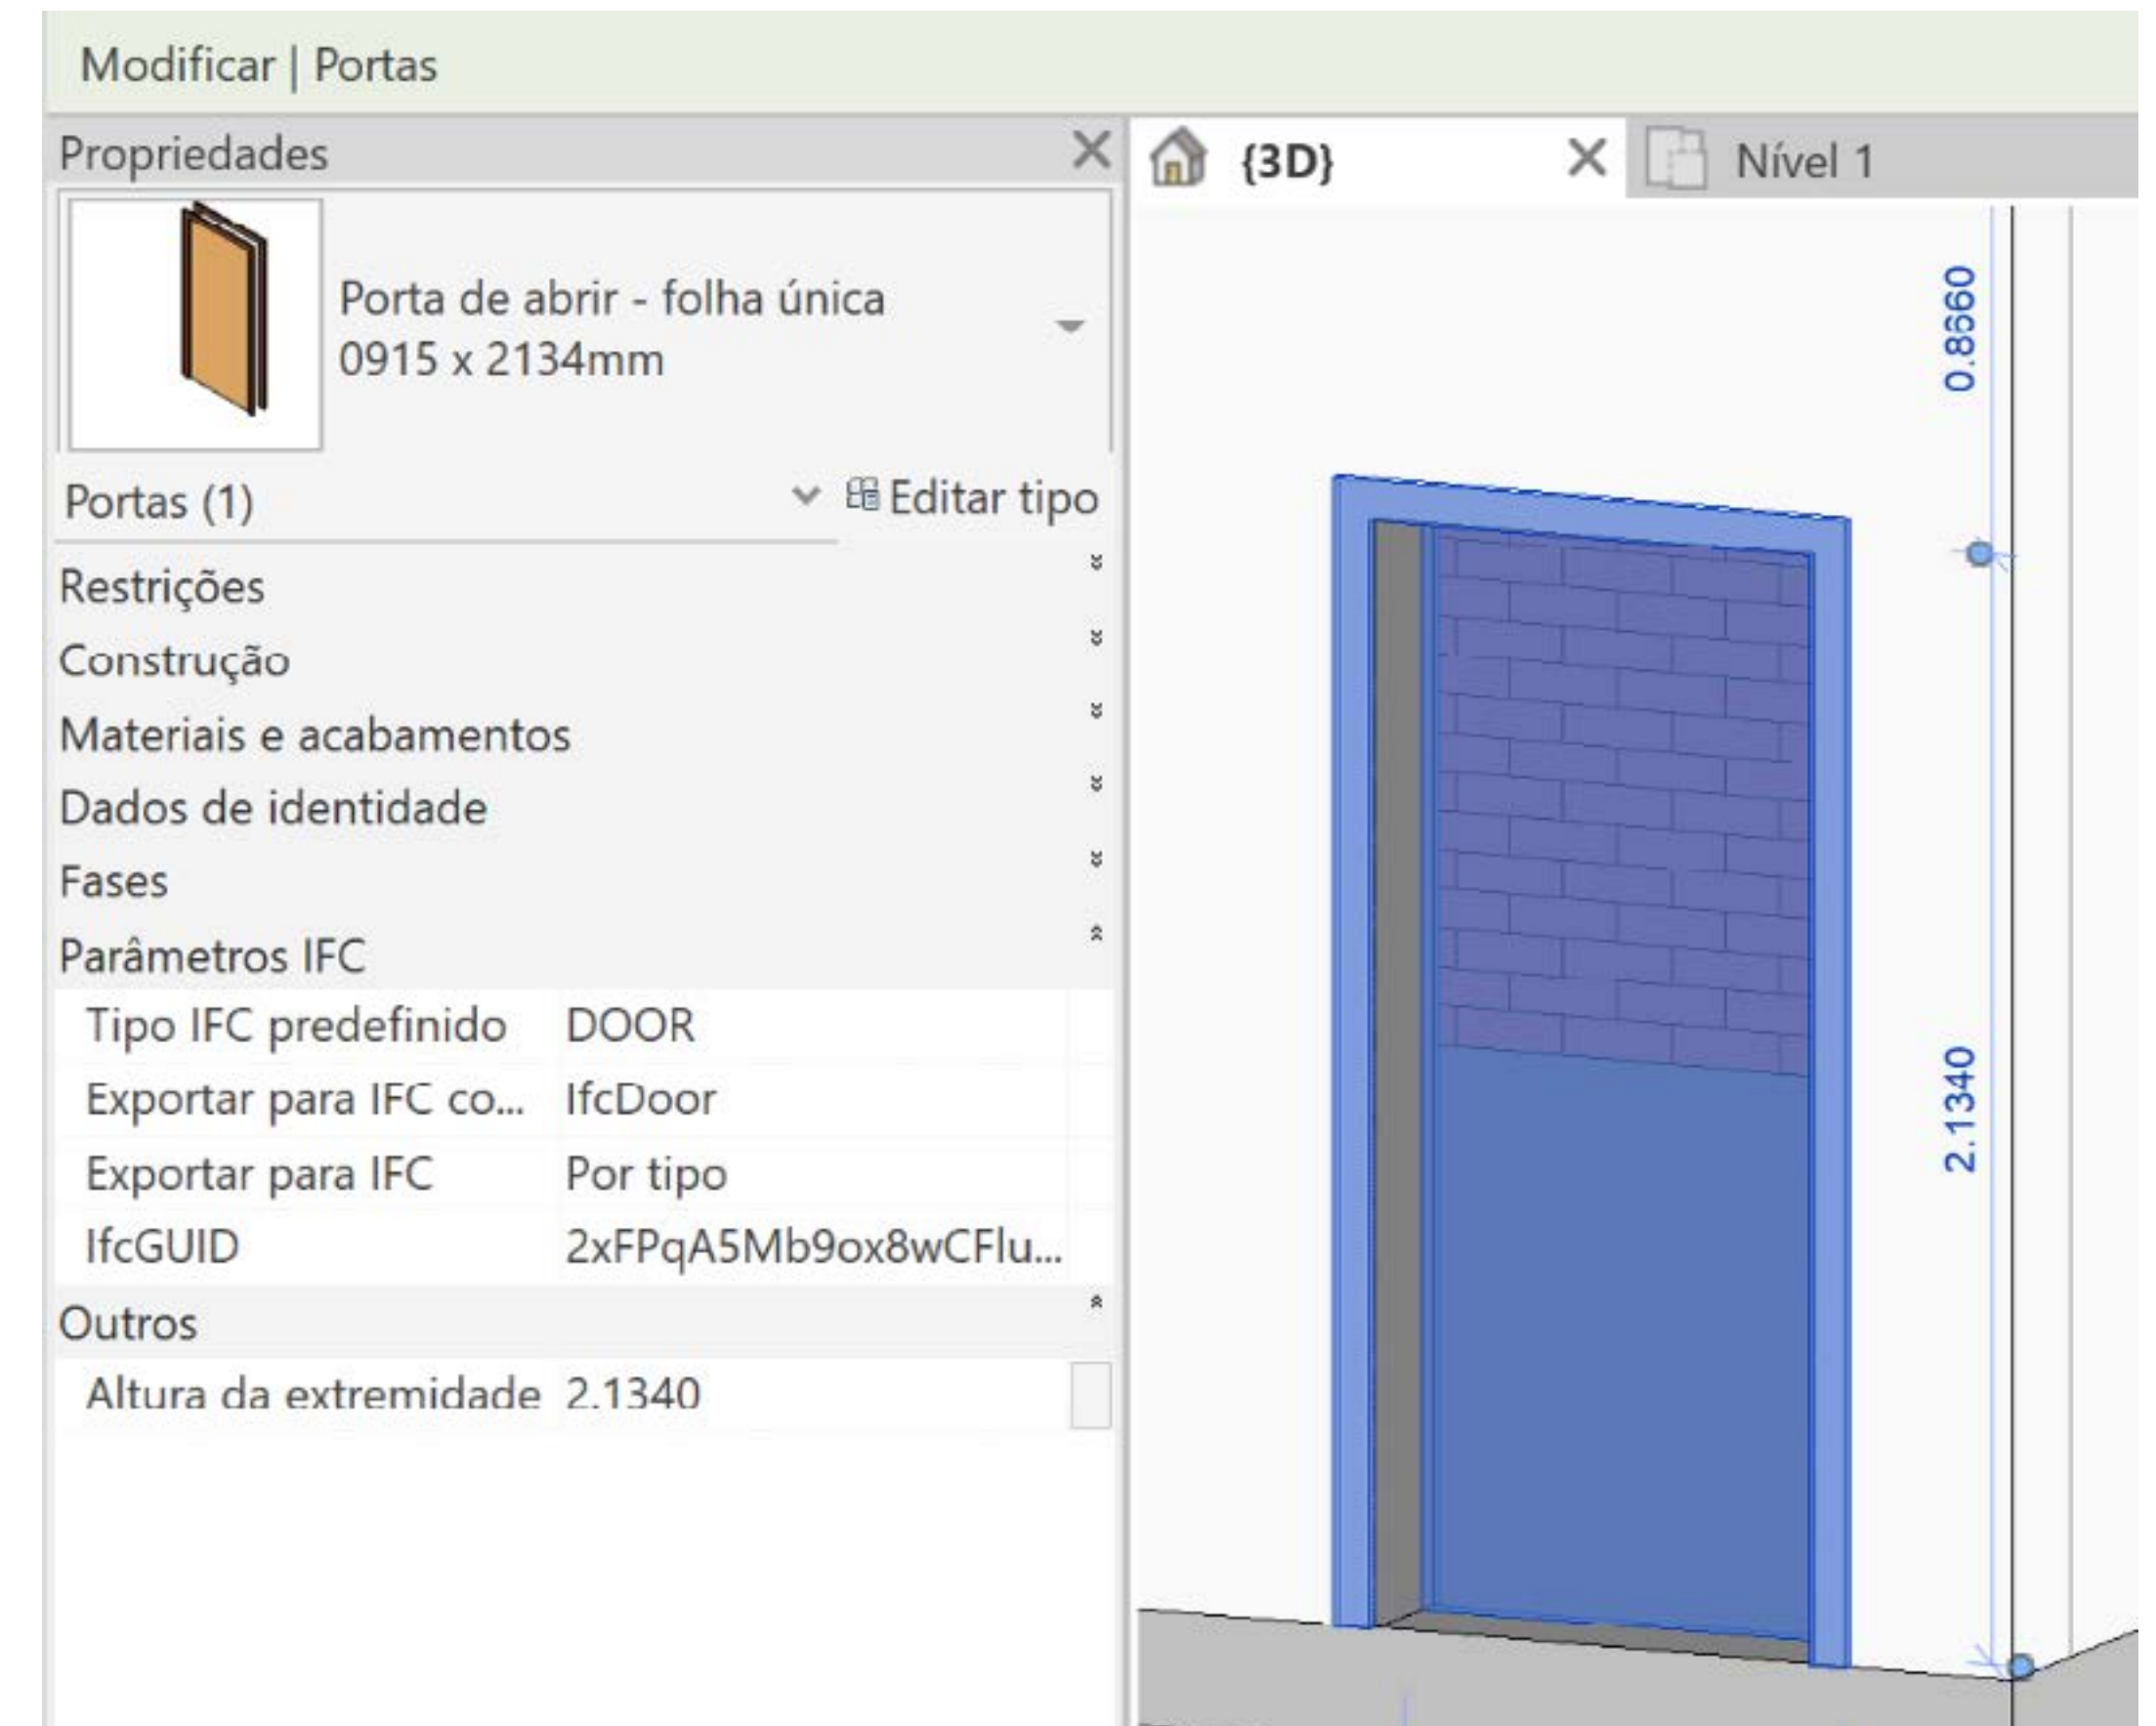 Modificar | Portas
Propriedades
Porta de abrir - folha única
0915 x 2134mm
Portas (1)
Editar tipo
Restrições
Construção
Materiais e acabamentos
Dados de identidade
Fases
Parâmetros IFC
Tipo IFC predefinido DOOR
Exportar para IFC co... IfcDoor
Exportar para IFC Por tipo
IfcGUID 2xFPqA5Mb9ox8wCFlu...
Outros
Altura da extremidade 2.1340
{3D}
Nível 1
0.8660
2.1340